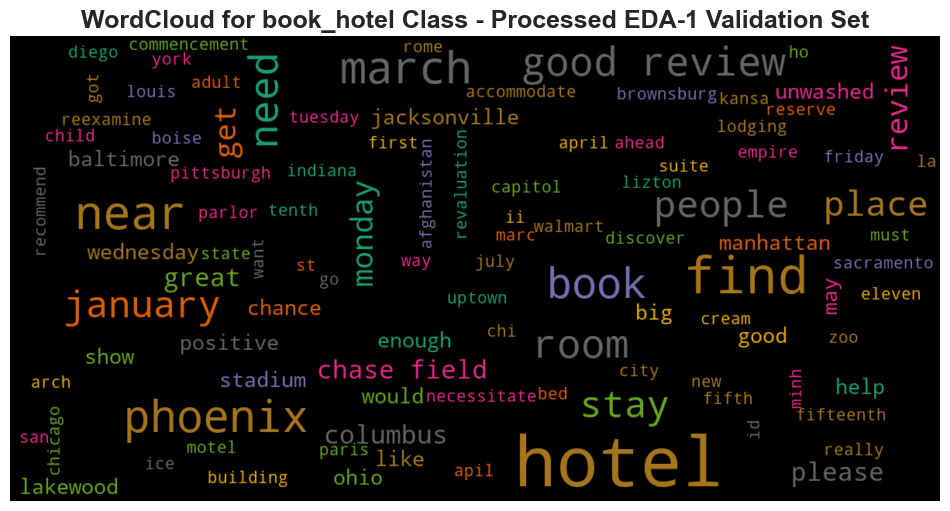 WordCloud for book_hotel Class - Processed EDA-1 Validation Set
diego
commencement
york
got
adult
need
rome
march
good review
ho
review
louis
accommodate
brownsburg
kansa
unwashed
reserve
reexamine
child
boise
get
tuesday
jacksonville
lodging
first
afghanistan
revaluation
april
ahead
empire
friday
la
baltimore
pittsburgh
indiana
suite
recommend
capitol
lizton
near
parlor
tenth
monday
ii
marc
walmart
people
place
wednesday
state
want
discover
manhattan
must
great
st
go
way
july
find
sacramento
january
chance
uptown
book
big
may
eleven
cream
positive
enough
chi
room
good
zoo
show
arch
stadium
chase field
city
new
minh
help
would
necessitate
bed
stay
fifth
fifteenth
san
chicago
phoenix
columbus
id
motel
paris
like
hotel
really
ice
building
ohio
apil
please
lakewood